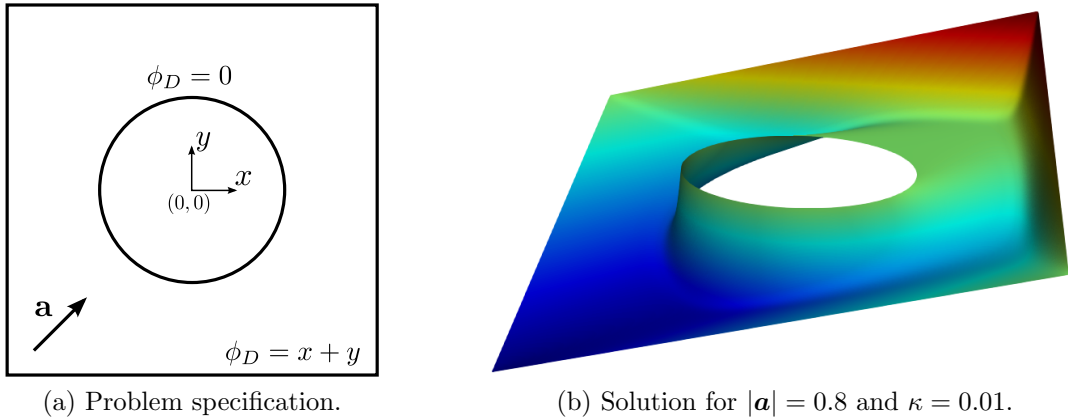 ϕ_D = 0
y
x
(0, 0)
a
ϕ_D = x + y
(a) Problem specification.
(b) Solution for |a| = 0.8 and κ = 0.01.